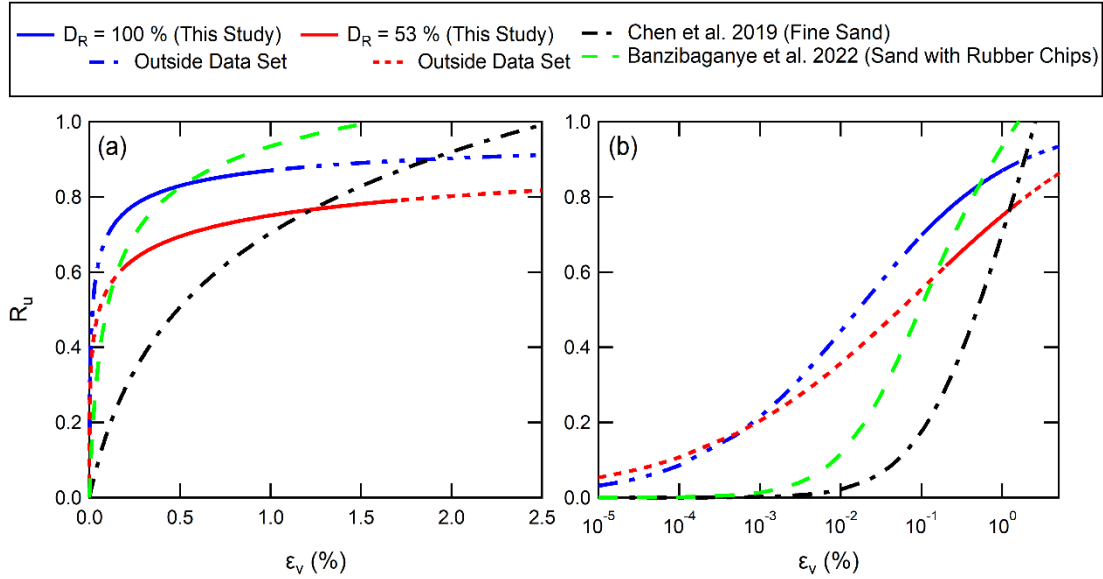 D_R = 100 % (This Study) D_R = 53 % (This Study) Chen et al. 2019 (Fine Sand)
Outside Data Set Outside Data Set Banzibaganye et al. 2022 (Sand with Rubber Chips)
(a) (b)
1.0 1.0
0.8 0.8
0.6 0.6
0.4 0.4
0.2 0.2
0.0 0.0
R_u
0.0 0.5 1.0 1.5 2.0 2.5 10^-5 10^-4 10^-3 10^-2 10^-1 10^0
ε_v (%) ε_v (%)